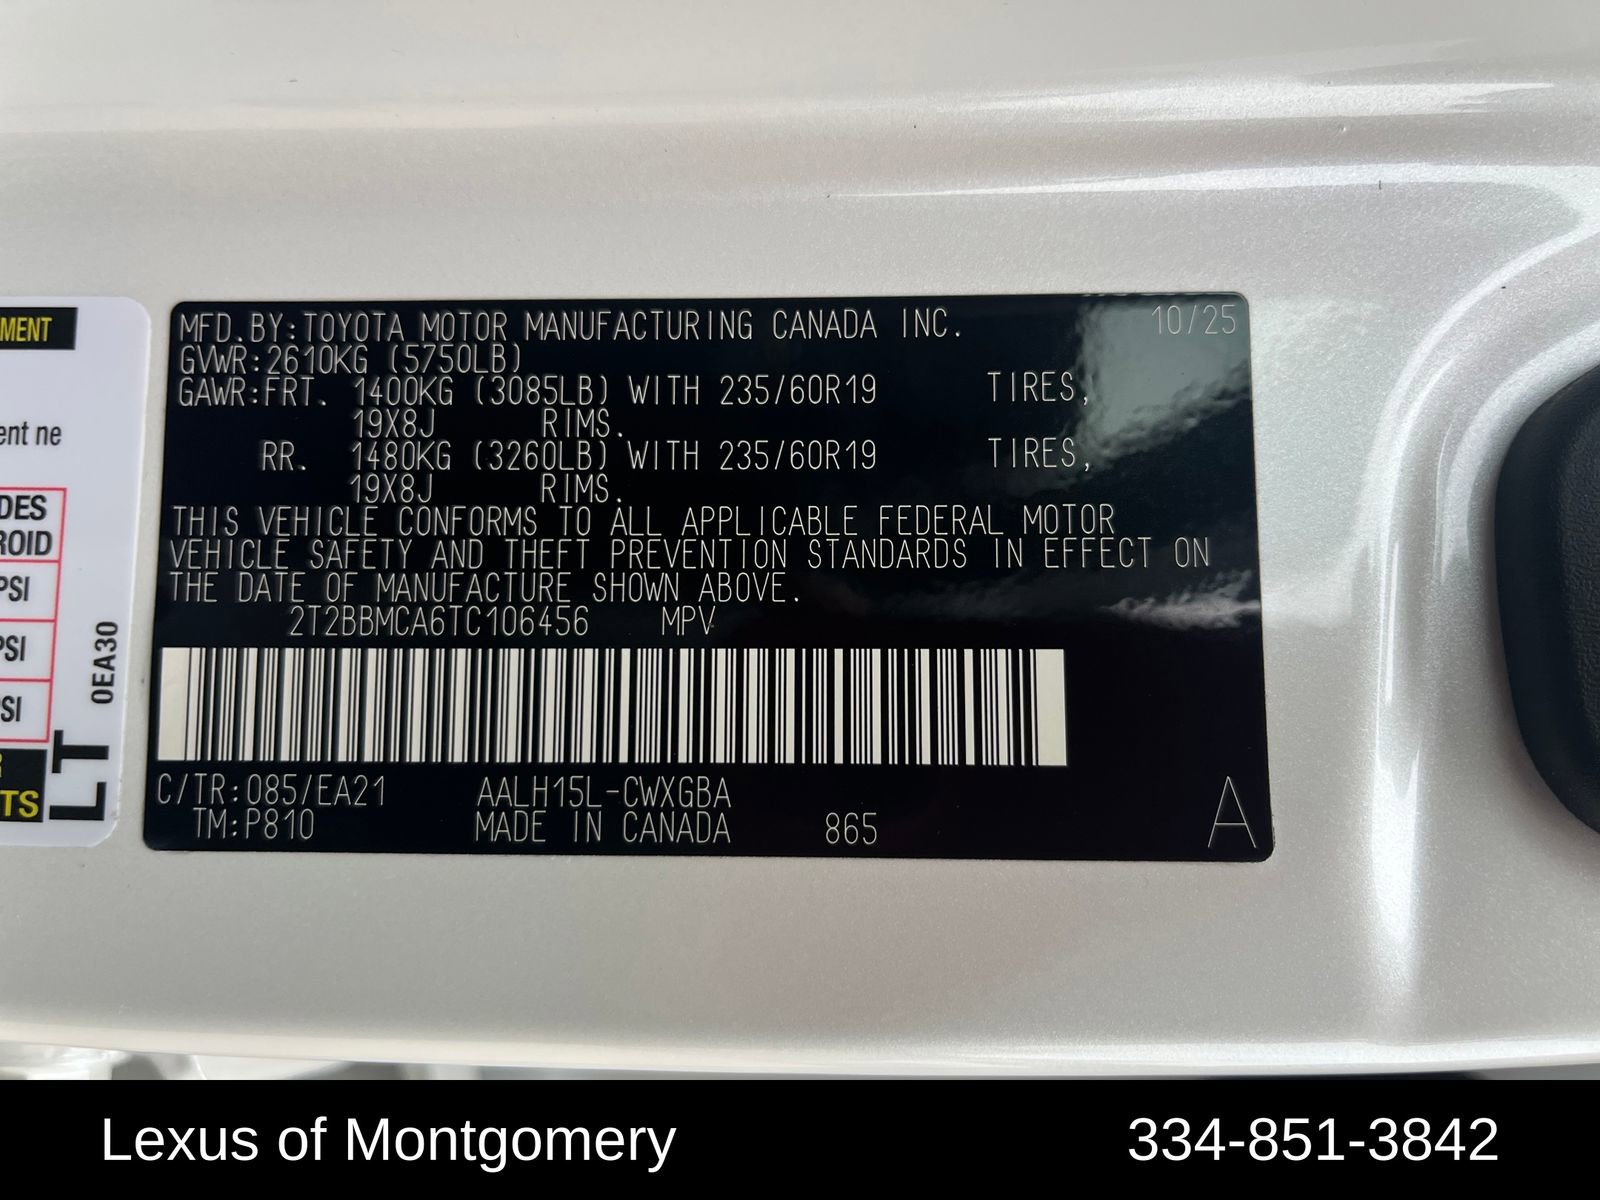 MENT
ent ne
DES
ROID
PSI
PSI
PSI
TS
LT
0EA30
MFD.BY:TOYOTA MOTOR MANUFACTURING CANADA INC. 10/25
GVWR:2610KG (5750LB)
GAWR:FRT. 1400KG (3085LB) WITH 235/60R19 TIRES,
19X8J RIMS.
RR. 1480KG (3260LB) WITH 235/60R19 TIRES,
19X8J RIMS.
THIS VEHICLE CONFORMS TO ALL APPLICABLE FEDERAL MOTOR
VEHICLE SAFETY AND THEFT PREVENTION STANDARDS IN EFFECT ON
THE DATE OF MANUFACTURE SHOWN ABOVE.
2T2BBMCA6TC106456 MPV
C/TR:085/EA21 AALH15L-CWXGBA
TM:P810 MADE IN CANADA 865 A
Lexus of Montgomery 334-851-3842